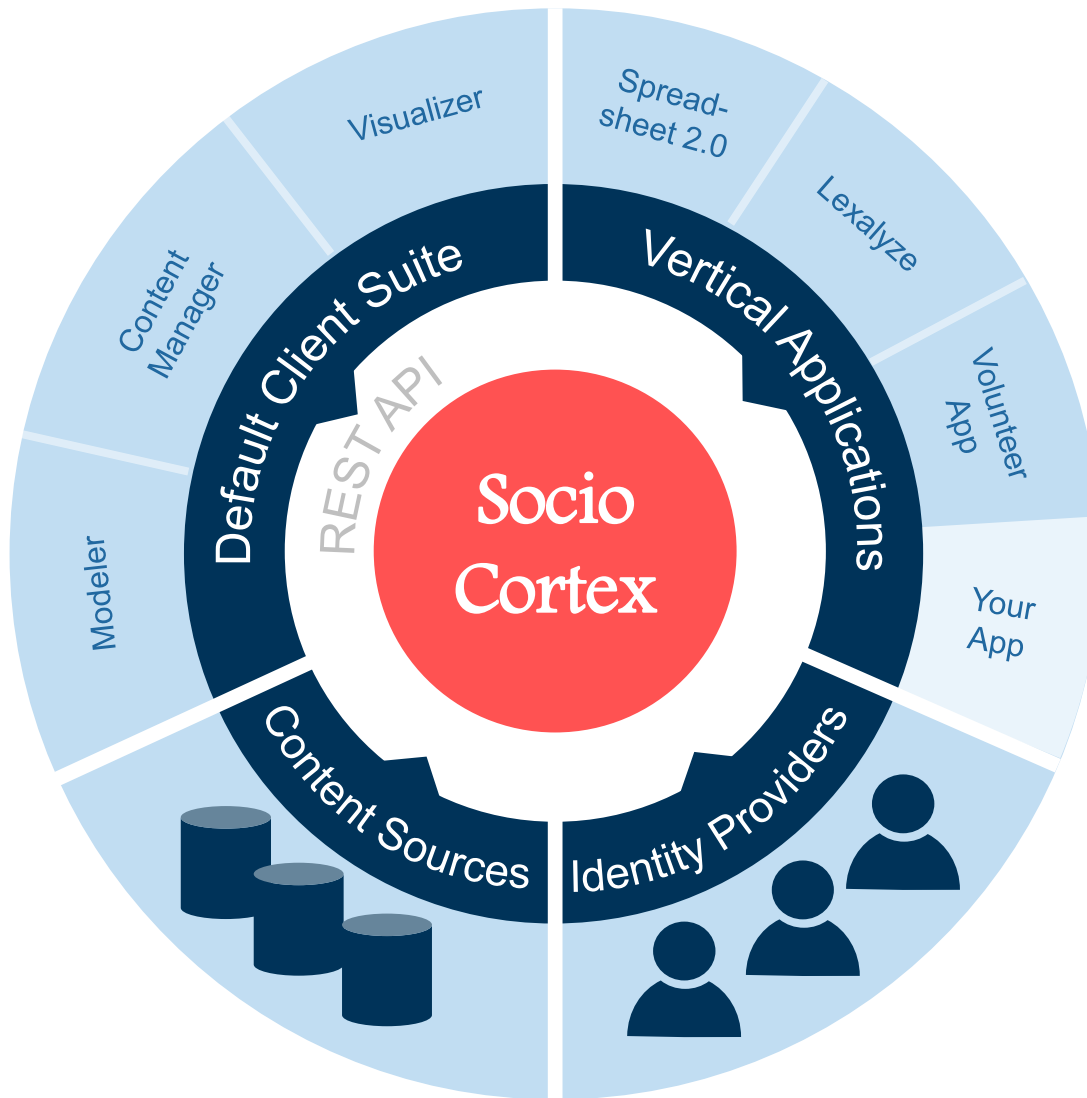 Visualizer
Spread-
sheet 2.0
Content
Manager
Lexalyze
Modeler
Volunteer
App
Your
App
Default Client Suite
Vertical Applications
REST API
Socio
Cortex
Content Sources
Identity Providers